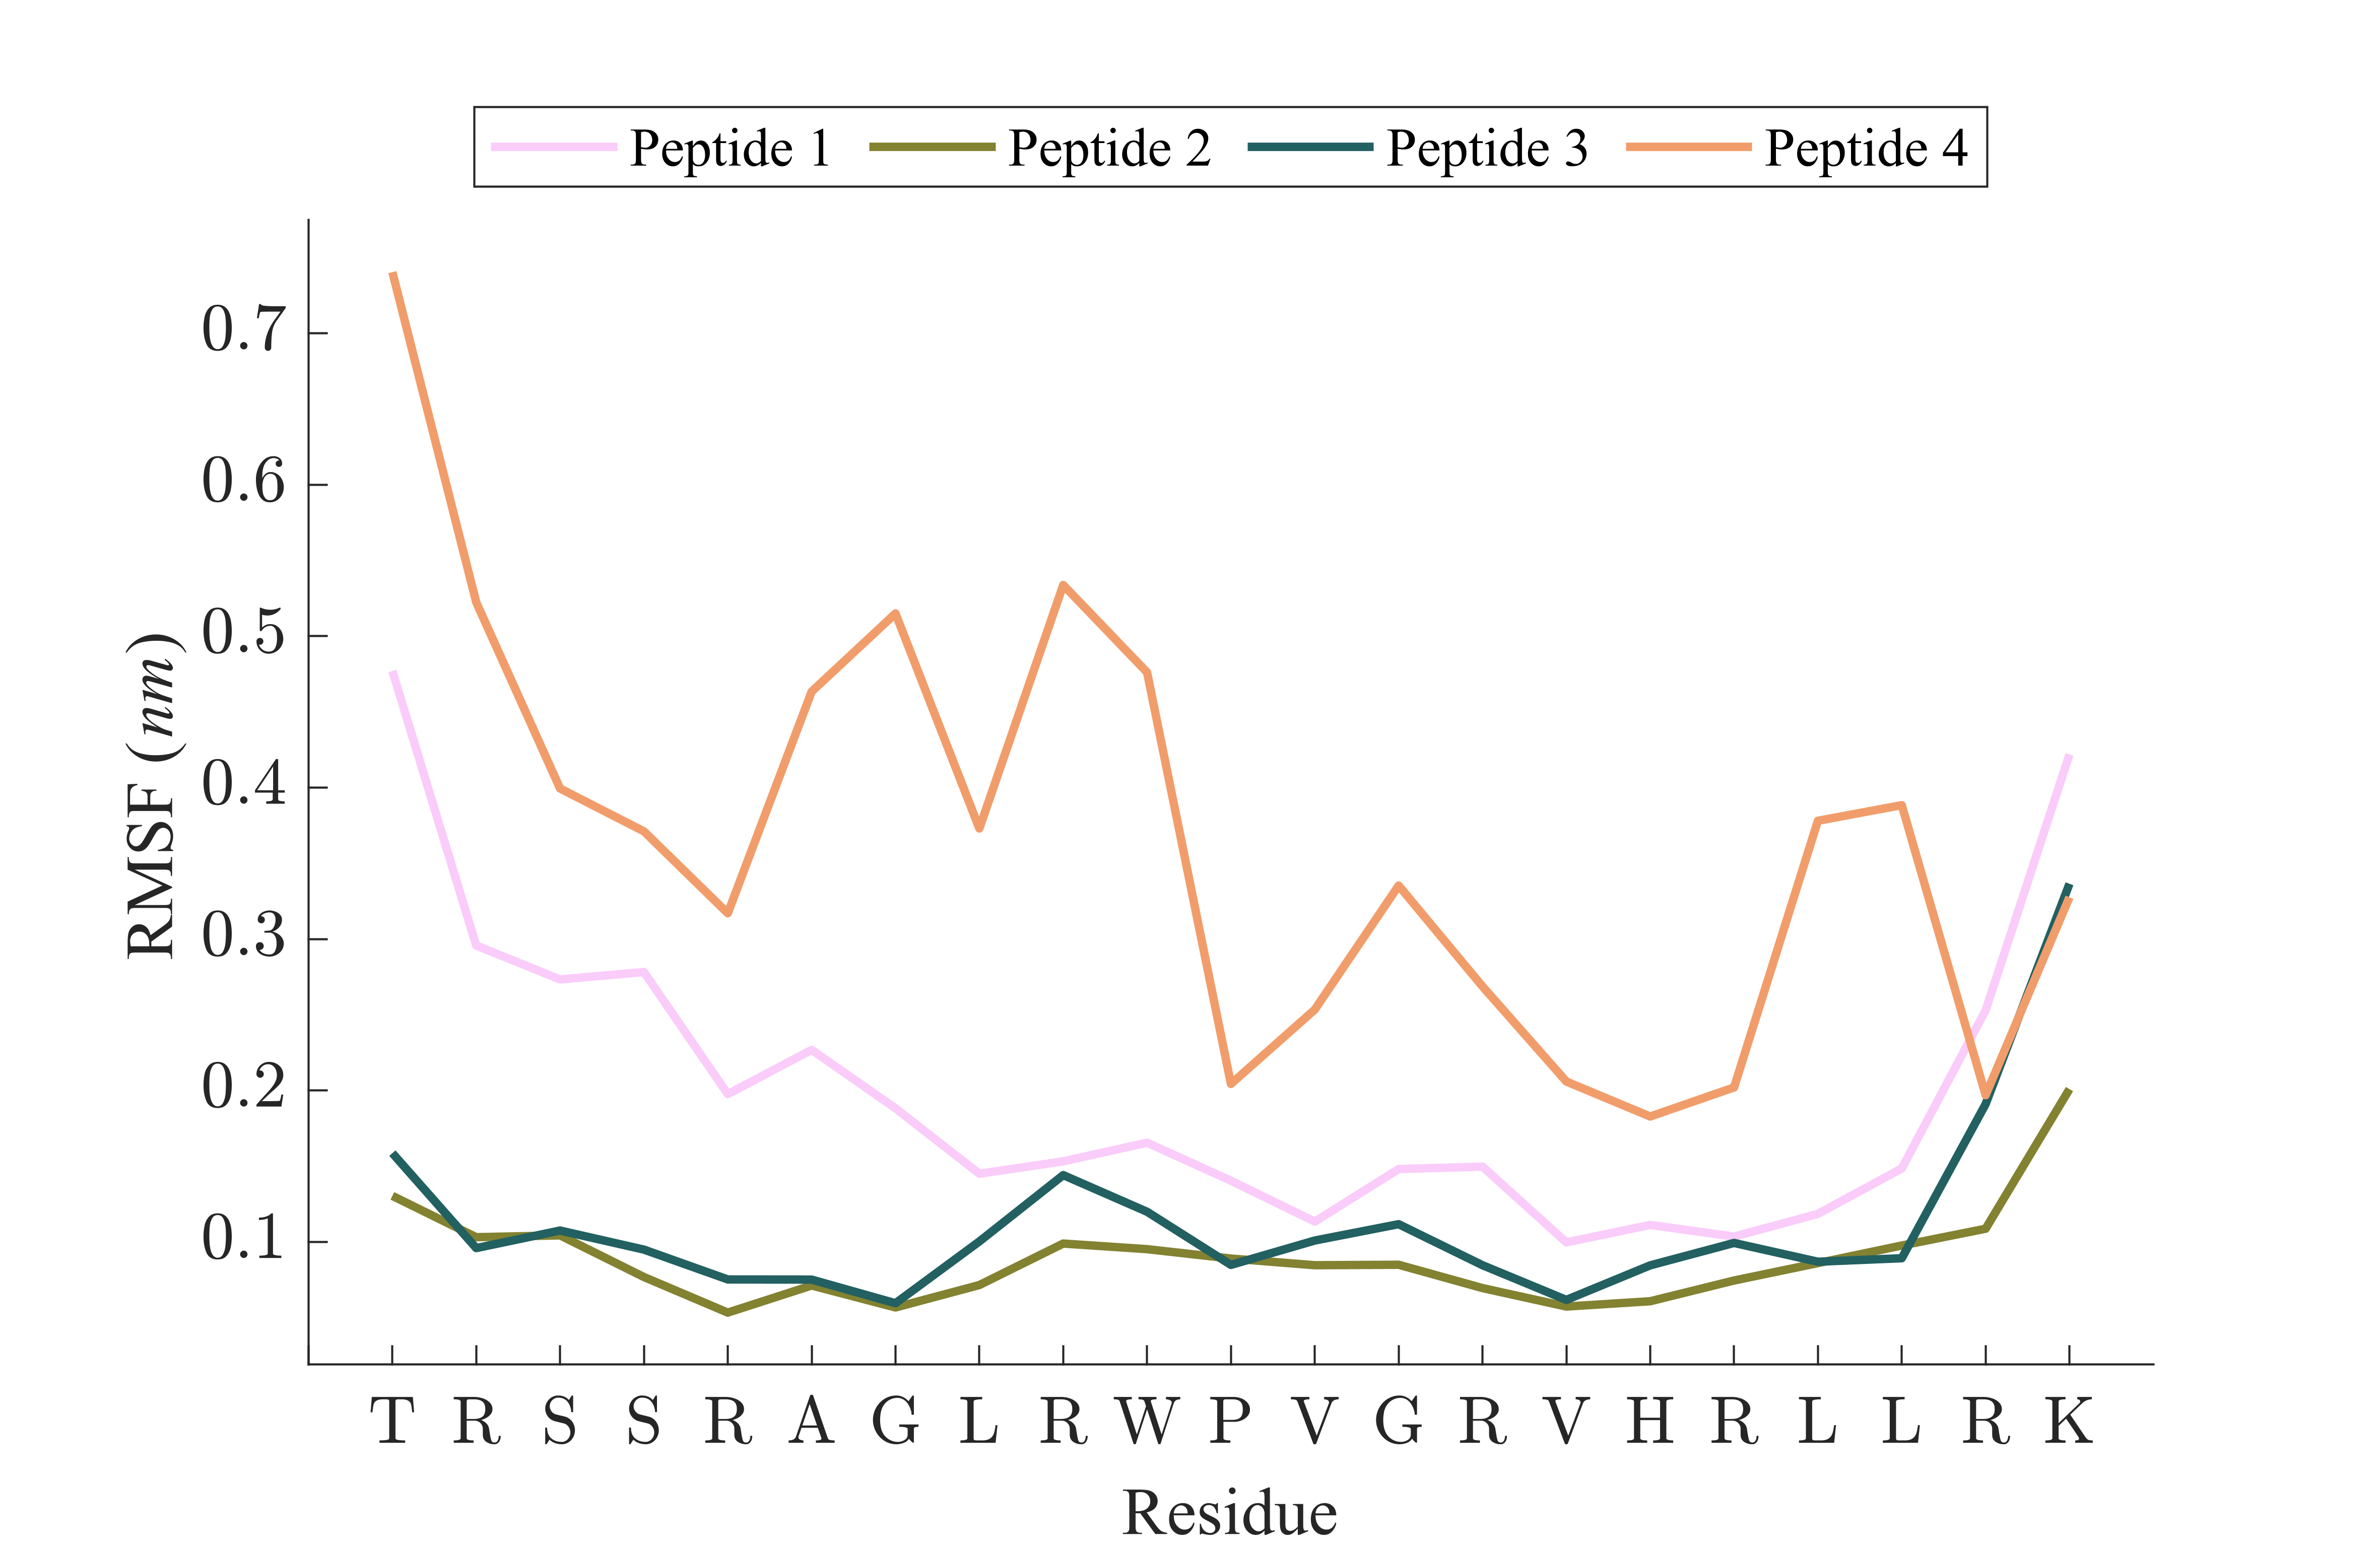 Peptide 1 Peptide 2 Peptide 3 Peptide 4
0.7
0.6
0.5
0.4
0.3
0.2
0.1
RMSF (nm)
T R S S R A G L R W P V G R V H R L L R K
Residue